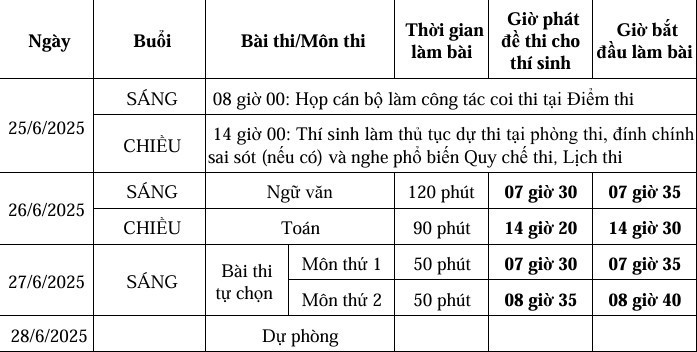 Ngày Buổi Bài thi/Môn thi Thời gian làm bài Giờ phát đề thi cho thí sinh Giờ bắt đầu làm bài
25/6/2025 SÁNG 08 giờ 00: Họp cán bộ làm công tác coi thi tại Điểm thi
CHIỀU 14 giờ 00: Thí sinh làm thủ tục dự thi tại phòng thi, đính chính
sai sót (nếu có) và nghe phổ biến Quy chế thi, Lịch thi
26/6/2025 SÁNG Ngữ văn 120 phút 07 giờ 30 07 giờ 35
CHIỀU Toán 90 phút 14 giờ 20 14 giờ 30
27/6/2025 SÁNG Bài thi tự chọn Môn thứ 1 50 phút 07 giờ 30 07 giờ 35
Môn thứ 2 50 phút 08 giờ 35 08 giờ 40
28/6/2025 Dự phòng